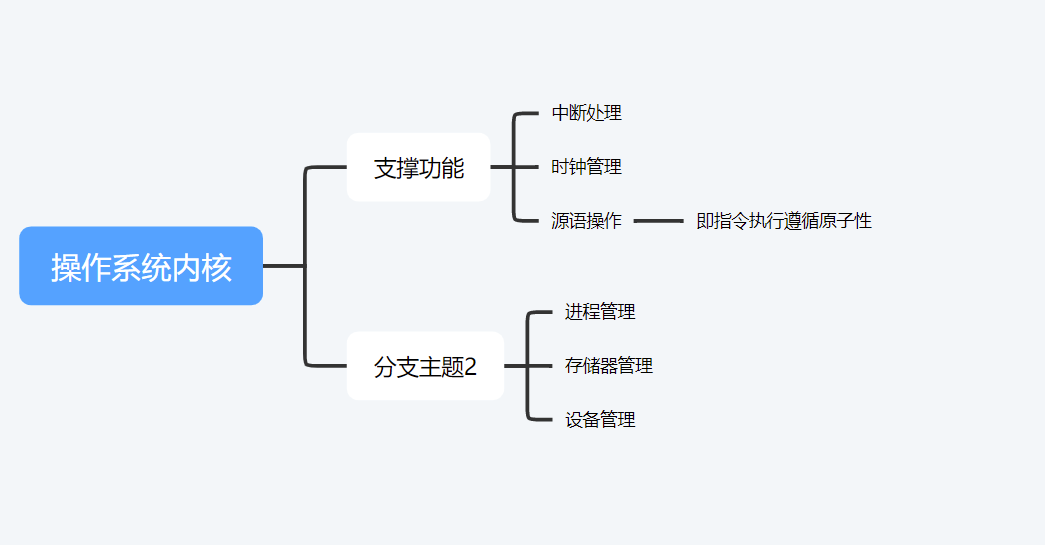 操作系统内核
支撑功能
中断处理
时钟管理
源语操作
即指令执行遵循原子性
分支主题2
进程管理
存储器管理
设备管理